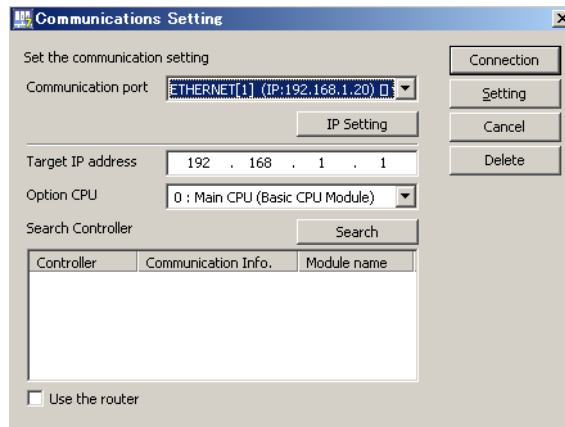 Communications Setting
Set the communication setting
Connection
Communication port
ETHERNET[1] (IP:192.168.1.20)
Setting
IP Setting
Cancel
Target IP address
192 . 168 . 1 . 1
Delete
Option CPU
0 : Main CPU (Basic CPU Module)
Search Controller
Search
Controller
Communication Info.
Module name
Use the router